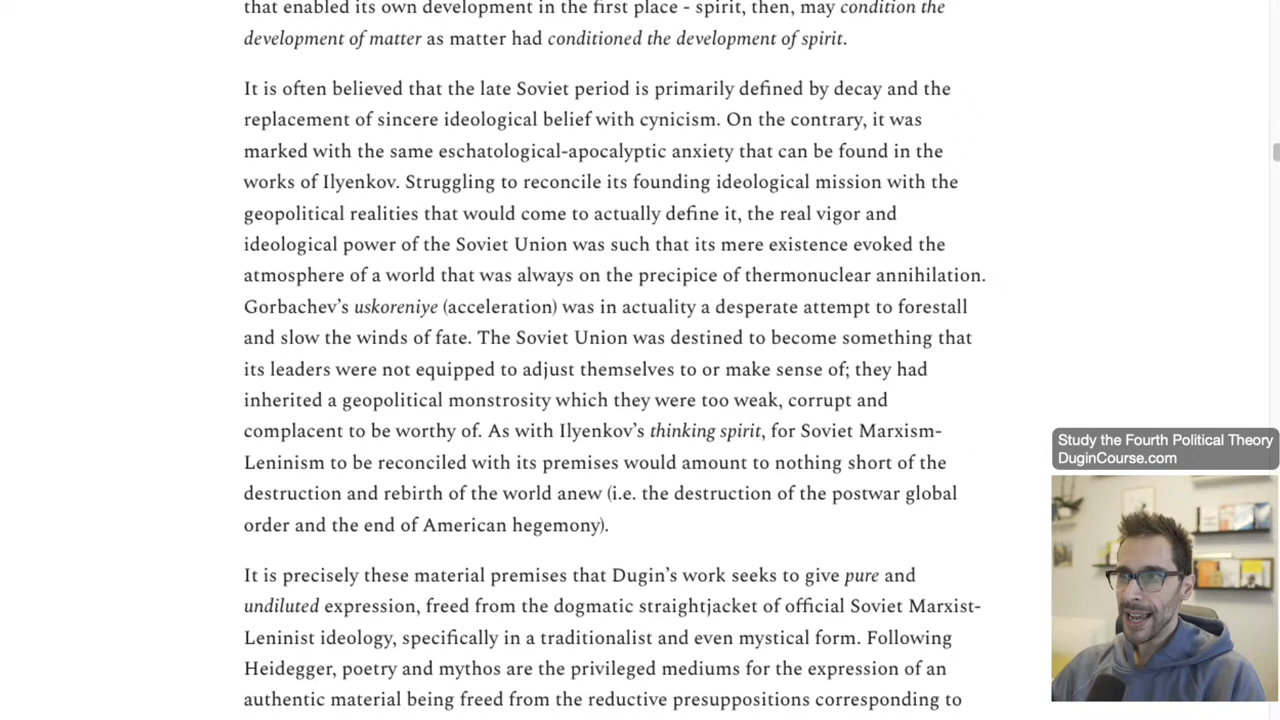 that enabled its own development in the first place - spirit, then, may condition the
development of matter as matter had conditioned the development of spirit.
It is often believed that the late Soviet period is primarily defined by decay and the
replacement of sincere ideological belief with cynicism. On the contrary, it was
marked with the same eschatological-apocalyptic anxiety that can be found in the
works of Ilyenkov. Struggling to reconcile its founding ideological mission with the
geopolitical realities that would come to actually define it, the real vigor and
ideological power of the Soviet Union was such that its mere existence evoked the
atmosphere of a world that was always on the precipice of thermonuclear annihilation.
Gorbachev’s uskoreniye (acceleration) was in actuality a desperate attempt to forestall
and slow the winds of fate. The Soviet Union was destined to become something that
its leaders were not equipped to adjust themselves to or make sense of; they had
inherited a geopolitical monstrosity which they were too weak, corrupt and
complacent to be worthy of. As with Ilyenkov’s thinking spirit, for Soviet Marxism-
Leninism to be reconciled with its premises would amount to nothing short of the
destruction and rebirth of the world anew (i.e. the destruction of the postwar global
order and the end of American hegemony).
It is precisely these material premises that Dugin’s work seeks to give pure and
undiluted expression, freed from the dogmatic straightjacket of official Soviet Marxist-
Leninist ideology, specifically in a traditionalist and even mystical form. Following
Heidegger, poetry and mythos are the privileged mediums for the expression of an
authentic material being freed from the reductive presuppositions corresponding to
Study the Fourth Political Theory
DuginCourse.com